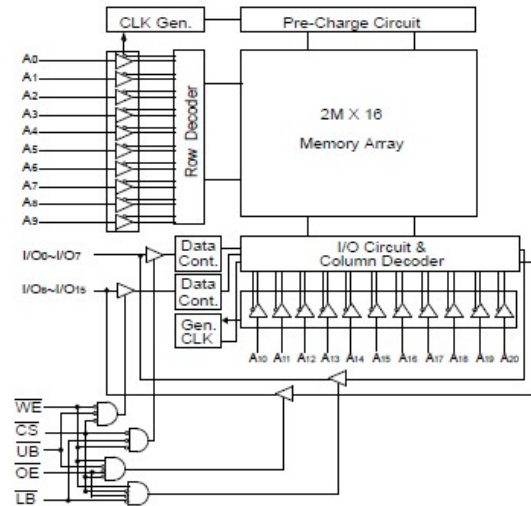 CLK Gen.
Pre-Charge Circuit
A0
A1
A2
A3
A4
A5
A6
A7
A8
A9
Row Decoder
2M X 16
Memory Array
I/O0~I/O7
Data
Cont.
I/O Circuit &
Column Decoder
I/O8~I/O15
Data
Cont.
Gen.
CLK
A10 A11 A12 A13 A14 A15 A16 A17 A18 A19 A20
WE
CS
UB
OE
LB